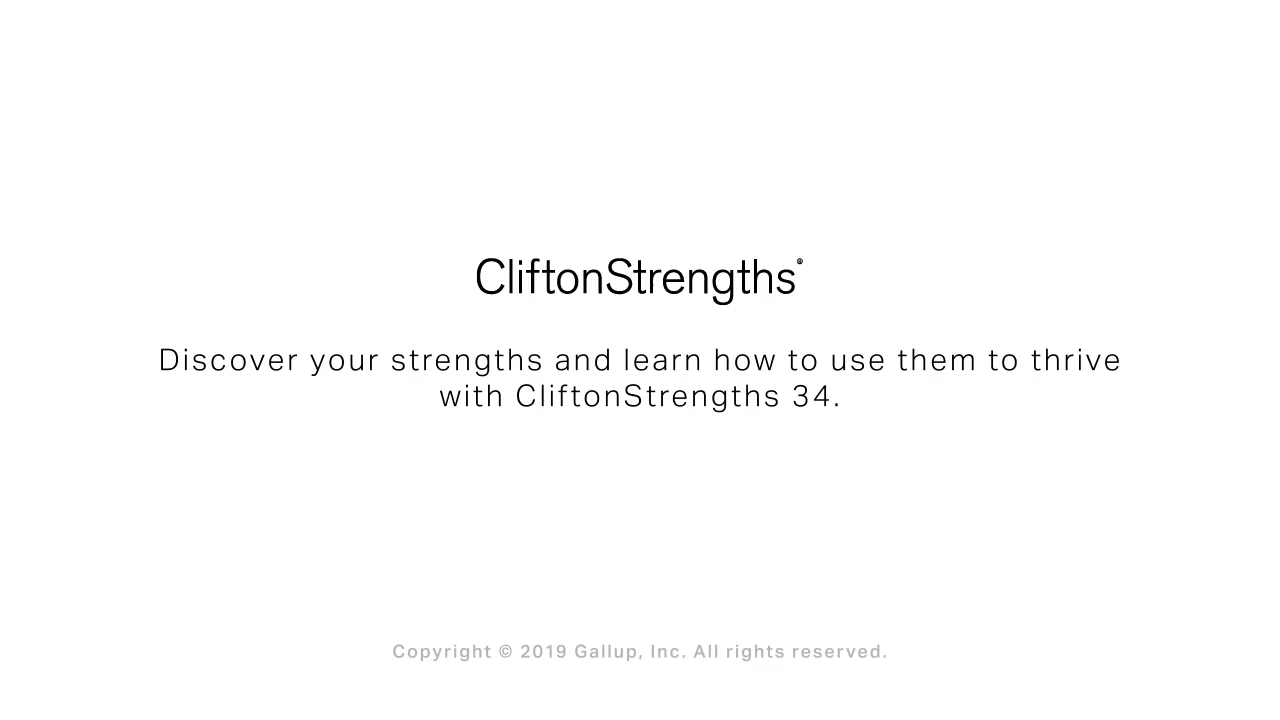 CliftonStrengths®
Discover your strengths and learn how to use them to thrive
with CliftonStrengths 34.
Copyright © 2019 Gallup, Inc. All rights reserved.